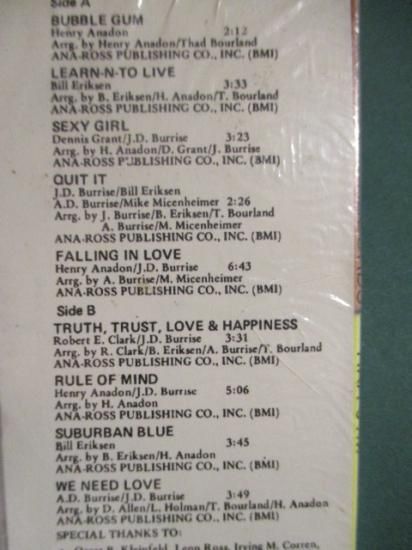 Side A
BUBBLE GUM
Henry Anadon 2:12
Arrg. by Henry Anadon/Thad Bourland
ANA-ROSS PUBLISHING CO., INC. (BMI)
LEARN-N-TO LIVE
Bill Eriksen 3:33
Arrg by B. Eriksen/H. Anadon/T. Bourland
ANA-ROSS PUBLISHING CO., INC. (BMI)
SEXY GIRL
Dennis Grant/J.D. Burrise 3:23
Arrg by H. Anadon/D. Grant/J. Burrise
ANA-ROSS PUBLISHING CO., INC. (BMI)
QUIT IT
J.D. Burrise/Bill Eriksen
A.D. Burrise/Mike Micenheimer 2:26
Arrg by J. Burrise/B. Eriksen/T. Bourland
A. Burrise/M. Micenheimer
ANA-ROSS PUBLISHING CO., INC. (BMI)
FALLING IN LOVE
Henry Anadon/J.D. Burrise 6:43
Arrg by A. Burrise/M. Micenheimer
ANA-ROSS PUBLISHING CO., INC. (BMI)
Side B
TRUTH, TRUST, LOVE & HAPPINESS
Robert E. Clark/J.D. Burrise 3:31
Arrg by R. Clark/B. Eriksen/A. Burrise/T. Bourland
ANA-ROSS PUBLISHING CO., INC. (BMI)
RULE OF MIND
Henry Anadon/J.D. Burrise 5:06
Arrg by H. Anadon
ANA-ROSS PUBLISHING CO., INC. (BMI)
SUBURBAN BLUE
Bill Eriksen 3:45
Arrg by B. Eriksen/H. Anadon
ANA-ROSS PUBLISHING CO., INC. (BMI)
WE NEED LOVE
A.D. Burrise/J.D. Burrise 3:49
Arrg by D. Allen/L. Holman/T. Bourland/H. Anadon
ANA-ROSS PUBLISHING CO., INC. (BMI)
SPECIAL THANKS TO:
B. Kleinfeld, Leon Ross, Irving M. Corren,